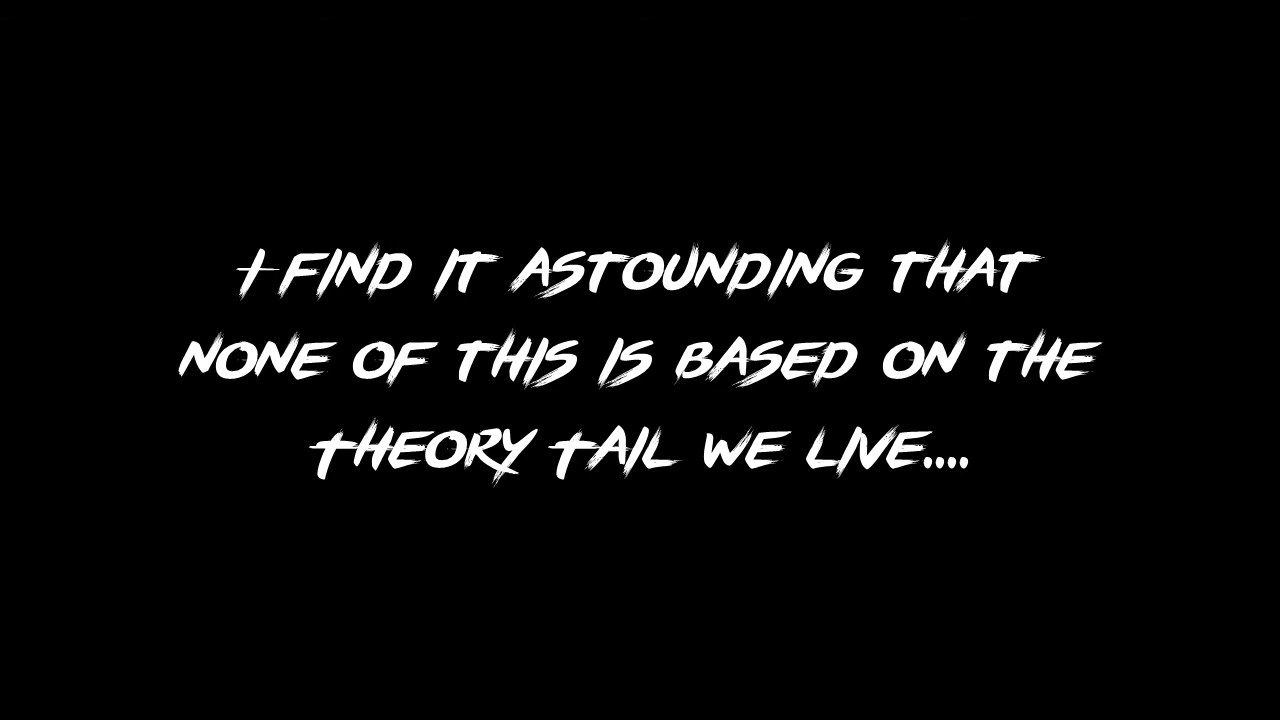 I FIND IT ASTOUNDING THAT
NONE OF THIS IS BASED ON THE
THEORY TAIL WE LIVE....